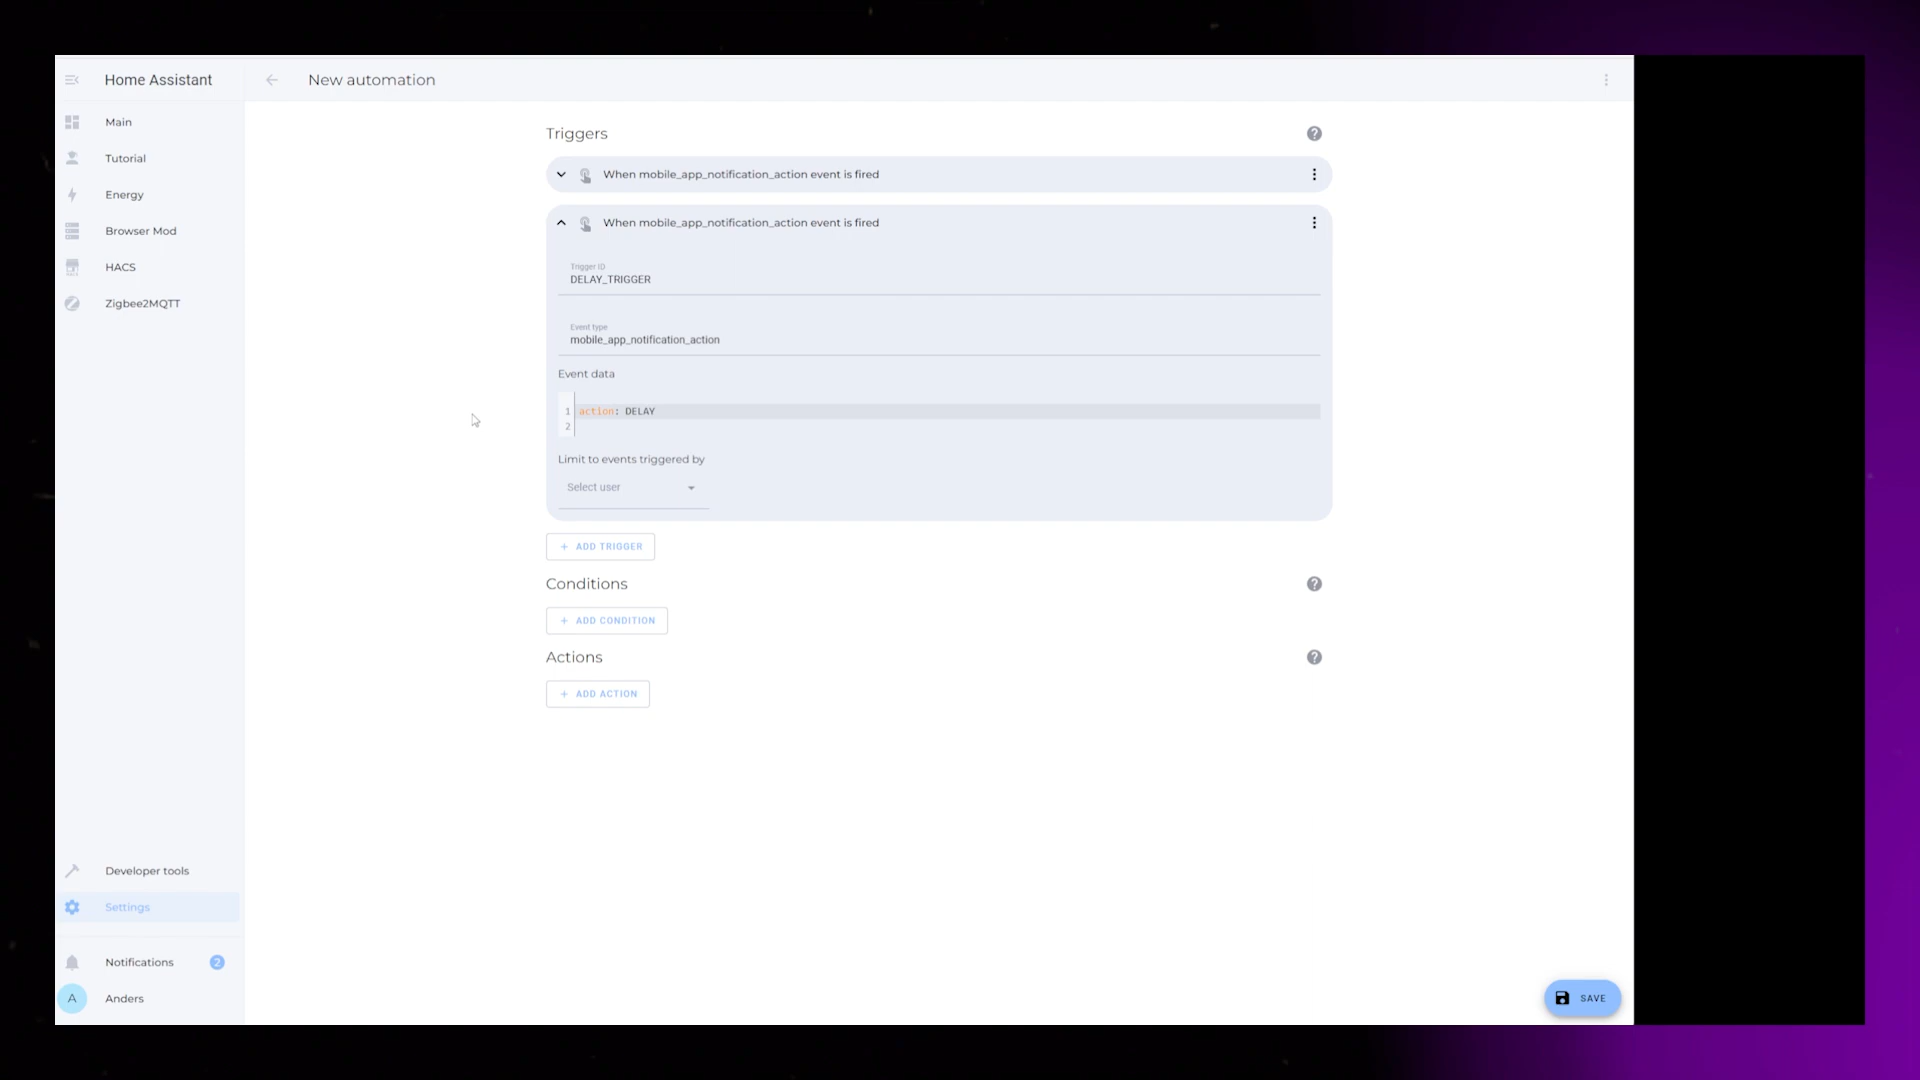 Home Assistant
New automation
Main
Tutorial
Energy
Browser Mod
HACS
Zigbee2MQTT
Developer tools
Settings
Notifications
2
A
Anders
Triggers
When mobile_app_notification_action event is fired
When mobile_app_notification_action event is fired
Trigger ID
DELAY_TRIGGER
Event type
mobile_app_notification_action
Event data
1 action: DELAY
2
Limit to events triggered by
Select user
+ ADD TRIGGER
Conditions
+ ADD CONDITION
Actions
+ ADD ACTION
SAVE